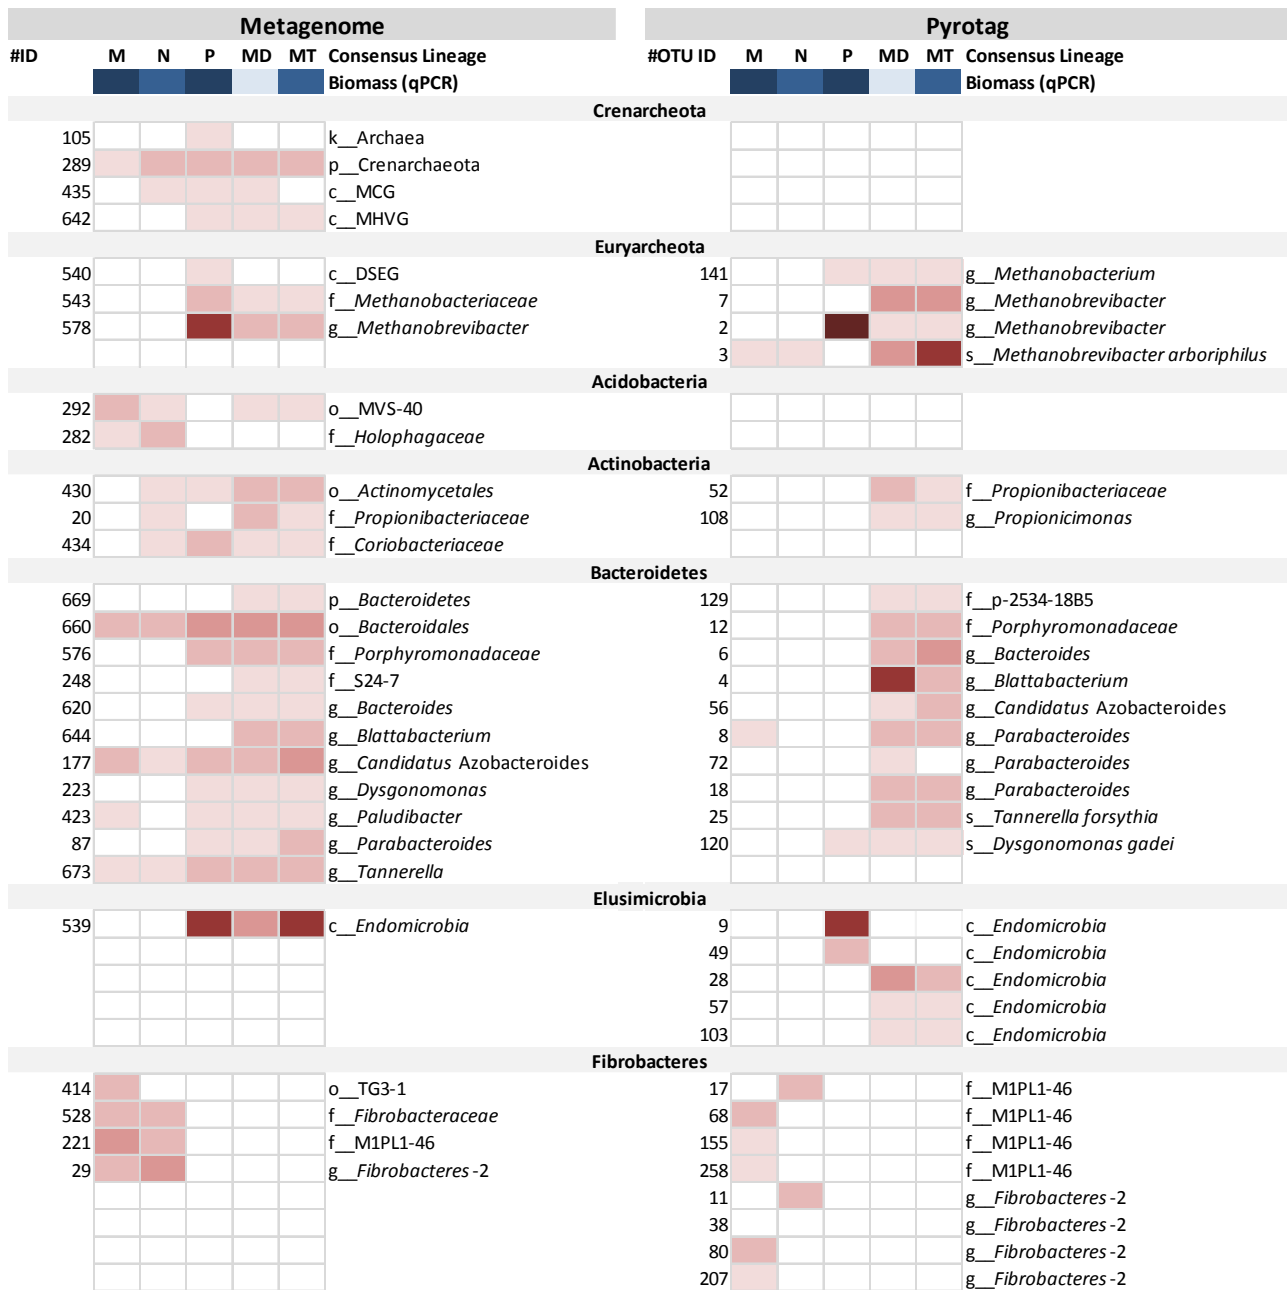 Metagenome Pyrotag
#ID M N P MD MT Consensus Lineage #OTU ID M N P MD MT Consensus Lineage
Biomass (qPCR) Biomass (qPCR)
Crenarcheota
105 k__Archaea
289 p__Crenarchaeota
435 c__MCG
642 c__MHVG
Euryarcheota
540 c__DSEG 141 g__Methanobacterium
543 f__Methanobacteriaceae 7 g__Methanobrevibacter
578 g__Methanobrevibacter 2 g__Methanobrevibacter
3 s__Methanobrevibacter arboriphilus
Acidobacteria
292 o__MVS-40
282 f__Holophagaceae
Actinobacteria
430 o__Actinomycetales 52 f__Propionibacteriaceae
20 f__Propionibacteriaceae 108 g__Propionicimonas
434 f__Coriobacteriaceae
Bacteroidetes
669 p__Bacteroidetes 129 f__p-2534-18B5
660 o__Bacteroidales 12 f__Porphyromonadaceae
576 f__Porphyromonadaceae 6 g__Bacteroides
248 f__S24-7 4 g__Blattabacterium
620 g__Bacteroides 56 g__Candidatus Azobacteroides
644 g__Blattabacterium 8 g__Parabacteroides
177 g__Candidatus Azobacteroides 72 g__Parabacteroides
223 g__Dysgonomonas 18 g__Parabacteroides
423 g__Paludibacter 25 s__Tannerella forsythia
87 g__Parabacteroides 120 s__Dysgonomonas gadei
673 g__Tannerella
Elusimicrobia
539 c__Endomicrobia 9 c__Endomicrobia
49 c__Endomicrobia
28 c__Endomicrobia
57 c__Endomicrobia
103 c__Endomicrobia
Fibrobacteres
414 o__TG3-1 17 f__M1PL1-46
528 f__Fibrobacteraceae 68 f__M1PL1-46
221 f__M1PL1-46 155 f__M1PL1-46
29 g__Fibrobacteres-2 258 f__M1PL1-46
11 g__Fibrobacteres-2
38 g__Fibrobacteres-2
80 g__Fibrobacteres-2
207 g__Fibrobacteres-2